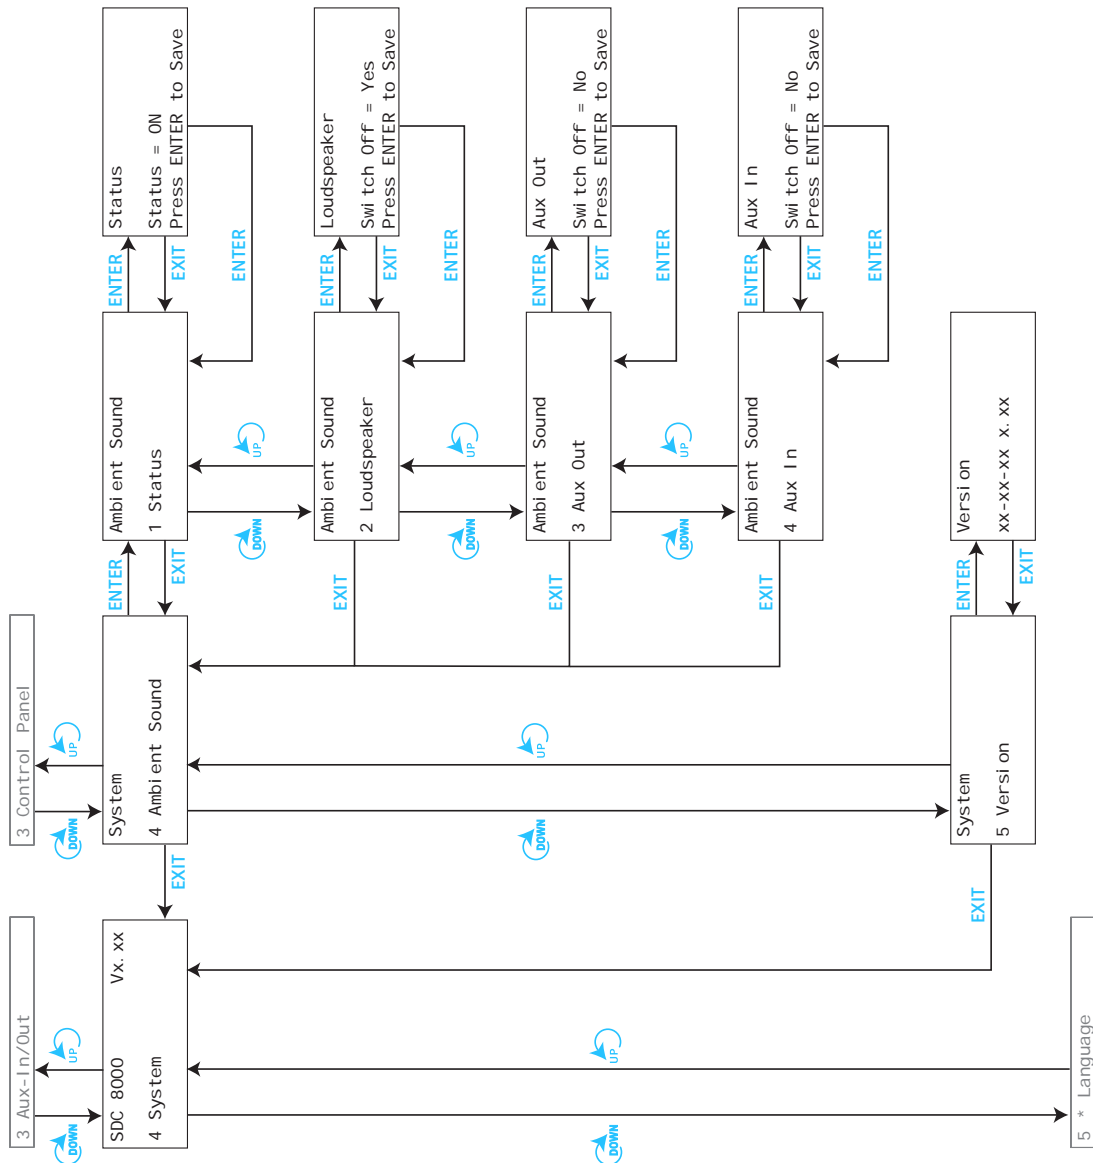 3 Aux-In/Out
3 Control Panel
DOWN
UP
DOWN
UP
SDC 8000 Vx.xx
4 System
EXIT
System
4 Ambient Sound
ENTER
EXIT
Ambient Sound
1 Status
ENTER
EXIT
Status
Status = ON
Press ENTER to Save
DOWN
UP
ENTER
Ambient Sound
2 Loudspeaker
EXIT
ENTER
EXIT
Loudspeaker
Switch Off = Yes
Press ENTER to Save
DOWN
UP
ENTER
Ambient Sound
3 Aux Out
EXIT
ENTER
EXIT
Aux Out
Switch Off = No
Press ENTER to Save
DOWN
UP
DOWN
UP
DOWN
UP
ENTER
Ambient Sound
4 Aux In
EXIT
ENTER
EXIT
Aux In
Switch Off = No
Press ENTER to Save
ENTER
System
5 Version
EXIT
ENTER
EXIT
Version
xx-xx-xx x.xx
5 * Language